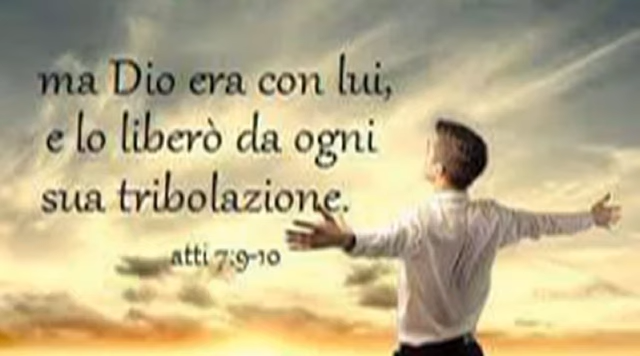 ma Dio era con lui,
e lo liberò da ogni
sua tribolazione.
atti 7:9-10